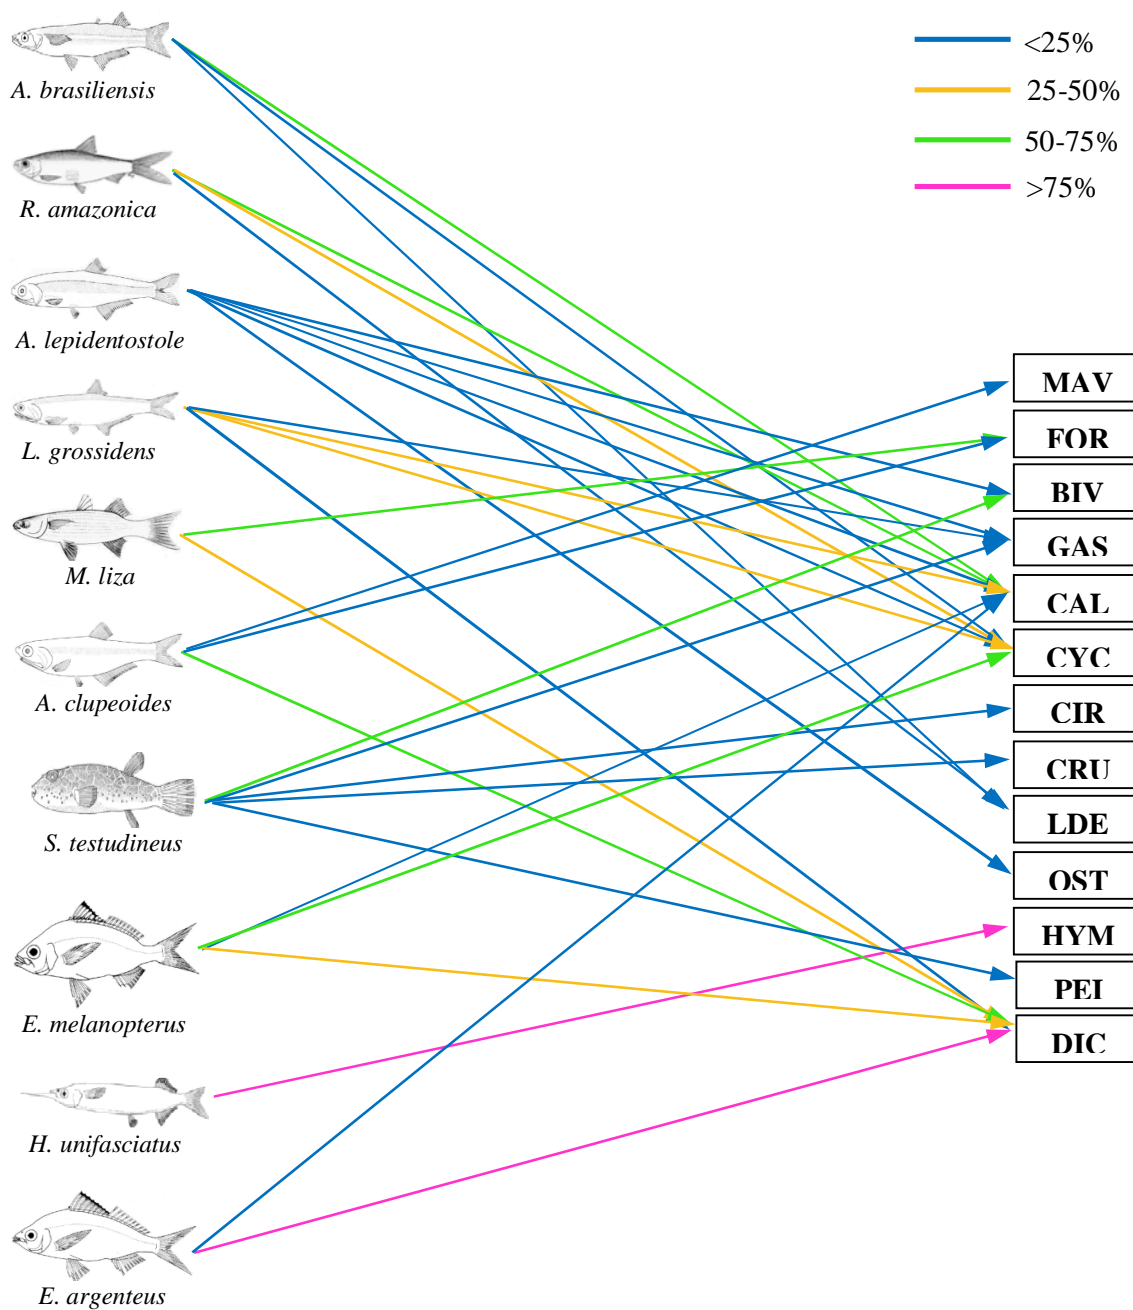 A. brasiliensis
R. amazonica
A. lepidentostole
L. grossidens
M. liza
A. clupeoides
S. testudineus
E. melanopterus
H. unifasciatus
E. argenteus
<25%
25-50%
50-75%
>75%
MAV
FOR
BIV
GAS
CAL
CYC
CIR
CRU
LDE
OST
HYM
PEI
DIC